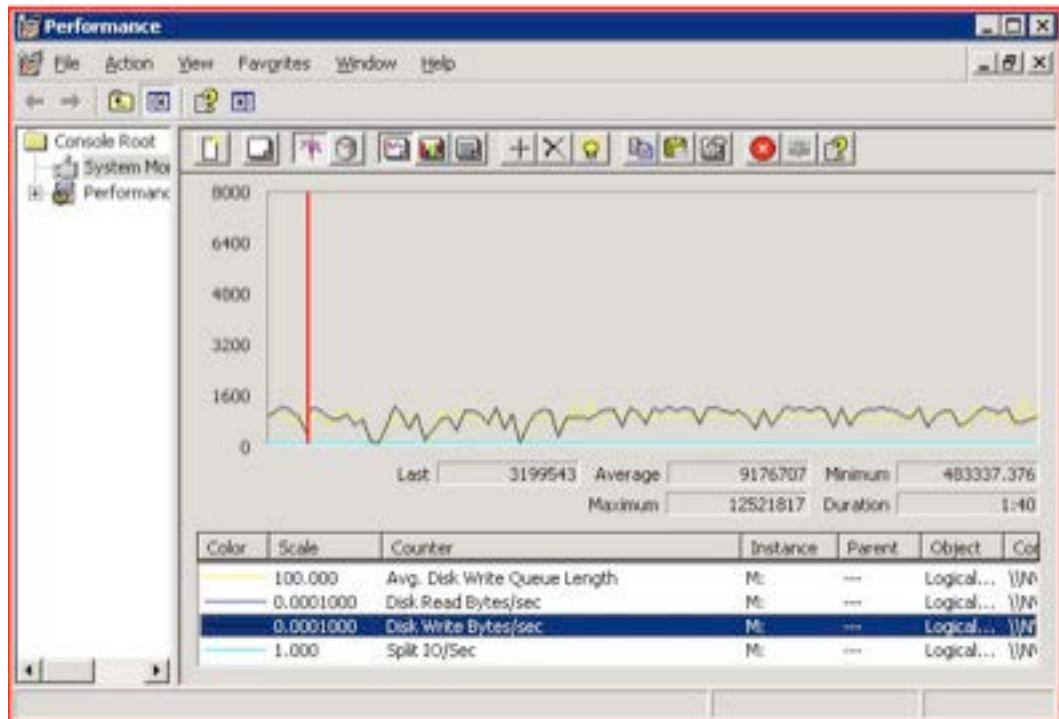 Performance
File Action View Favorites Window Help
Console Root
System Mor
Performanc
8000
6400
4800
3200
1600
0
Last 3199543 Average 9176707 Minimum 483337.376
Maximum 12521817 Duration 1:40
Color Scale Counter Instance Parent Object Cor
100.000 Avg. Disk Write Queue Length M: --- Logical...
0.0001000 Disk Read Bytes/sec M: --- Logical...
0.0001000 Disk Write Bytes/sec M: --- Logical...
1.000 Split IO/Sec M: --- Logical...